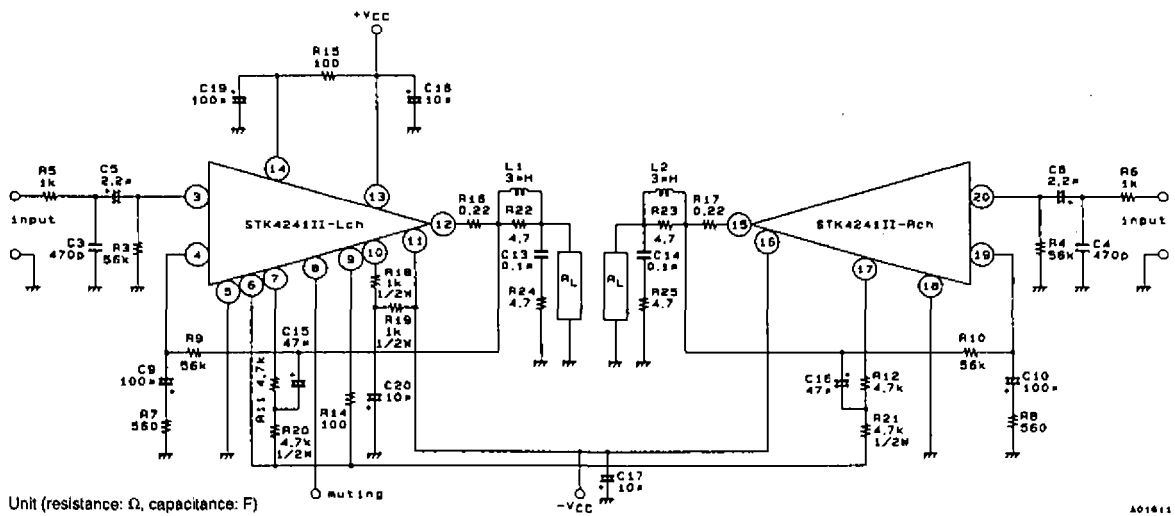 +VCC
R15
100
C19
100µ
C18
10µ
14
13
R5
1k
C5
2.2µ
+
3
input
C3
470p
R3
56k
4
STK4241II-Lch
12
R16
0.22
L1
3µH
R22
4.7
C13
0.1µ
R24
4.7
RL
L2
3µH
R23
4.7
R17
0.22
C14
0.1µ
R25
4.7
RL
15
STK4241II-Rch
20
C6
2.2µ
+
R6
1k
input
R4
56k
C4
470p
19
16
17
18
5
6
7
8
9
10
11
R18
1k
1/2W
R19
1k
1/2W
C15
47µ
R9
56k
C9
100µ
R7
560
R11 4.7k
R20
4.7k
1/2W
R14
100
C20
10µ
R10
56k
C16
47µ
R12
4.7k
R21
4.7k
1/2W
C10
100µ
R8
560
muting
-VCC
C17
10µ
Unit (resistance: Ω, capacitance: F)
A01611